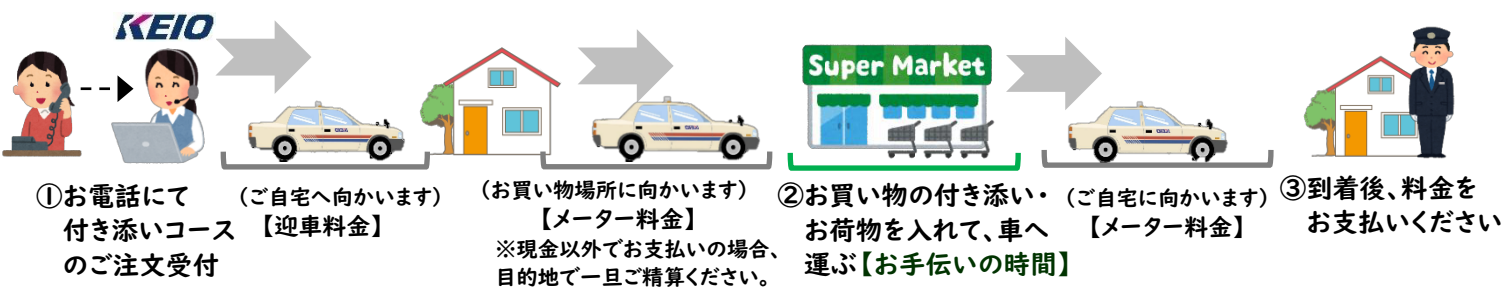 KEIO
①お電話にて
付き添いコース
のご注文受付
(ご自宅へ向かいます)
【迎車料金】
(お買い物場所に向かいます)
【メーター料金】
※現金以外でお支払いの場合、
目的地で一旦ご精算ください。
Super Market
②お買い物の付き添い・
お荷物を入れて、車へ
運ぶ【お手伝いの時間】
(ご自宅に向かいます)
【メーター料金】
③到着後、料金を
お支払いください